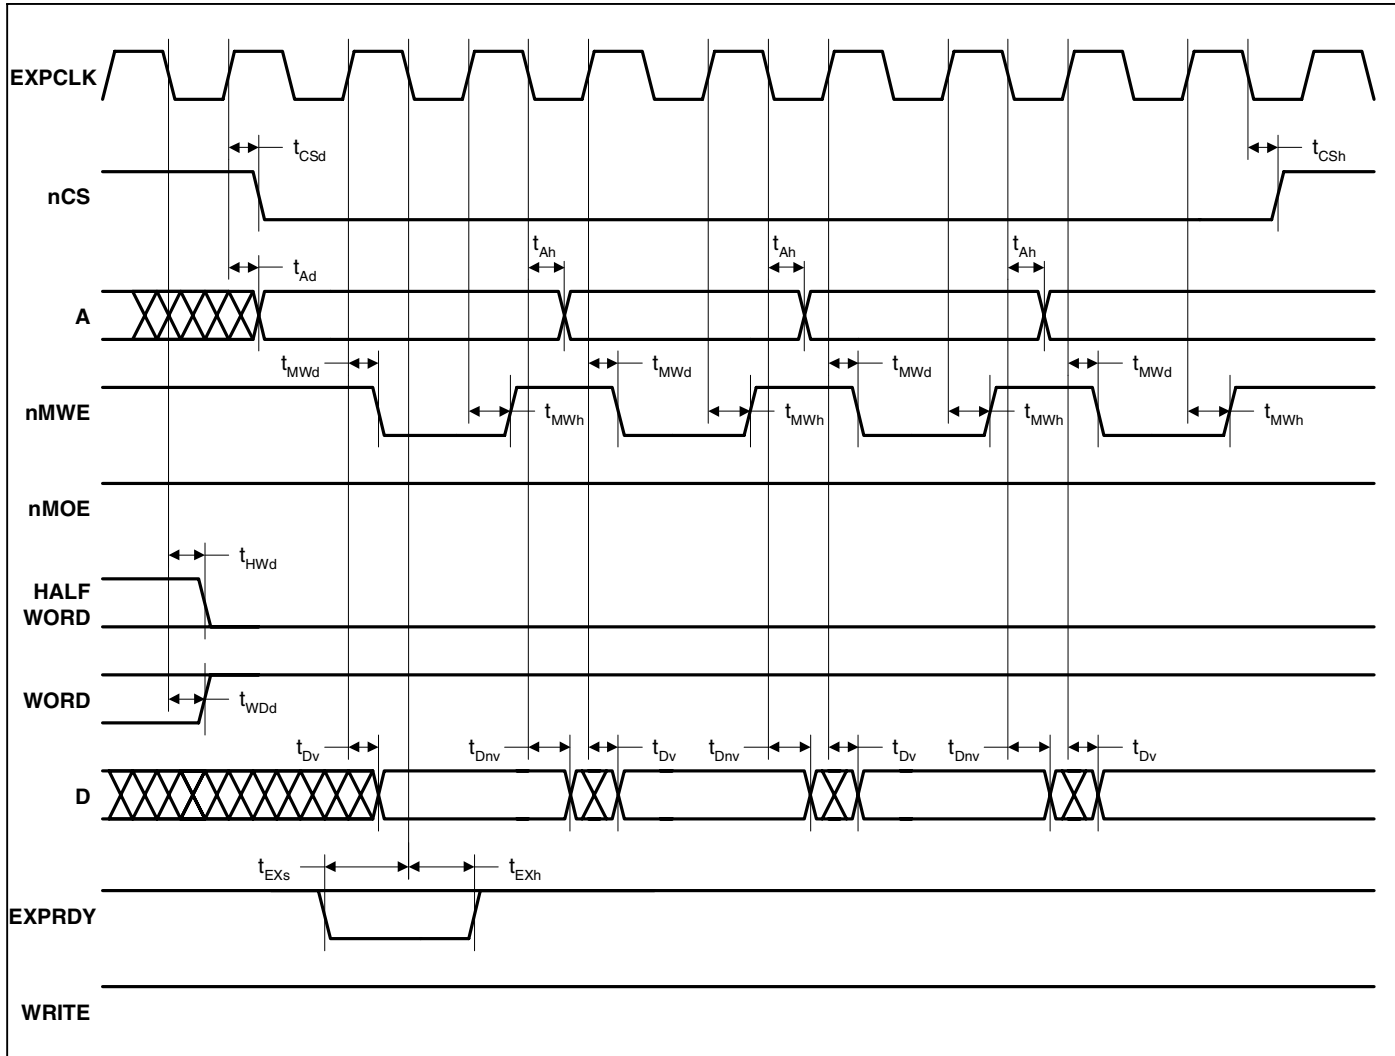 EXPCLK
tCSd
tCSh
nCS
tAh tAh tAh
tAd
A
tMWd tMWd tMWd tMWd
nMWE
tMWh tMWh tMWh tMWh
nMOE
tHWd
HALF
WORD
WORD
tWDd
tDv tDnv tDv tDnv tDv tDnv tDv
D
tEXs tEXh
EXPRDY
WRITE